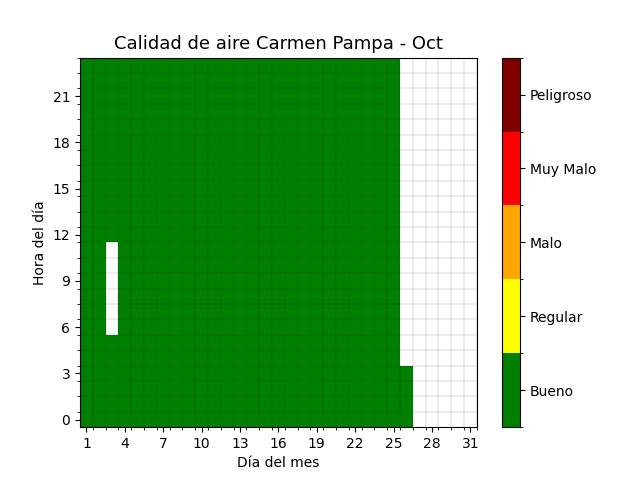 Calidad de aire Carmen Pampa - Oct
Hora del día
21
18
15
12
9
6
3
0
1 4 7 10 13 16 19 22 25 28 31
Día del mes
Peligroso
Muy Malo
Malo
Regular
Bueno